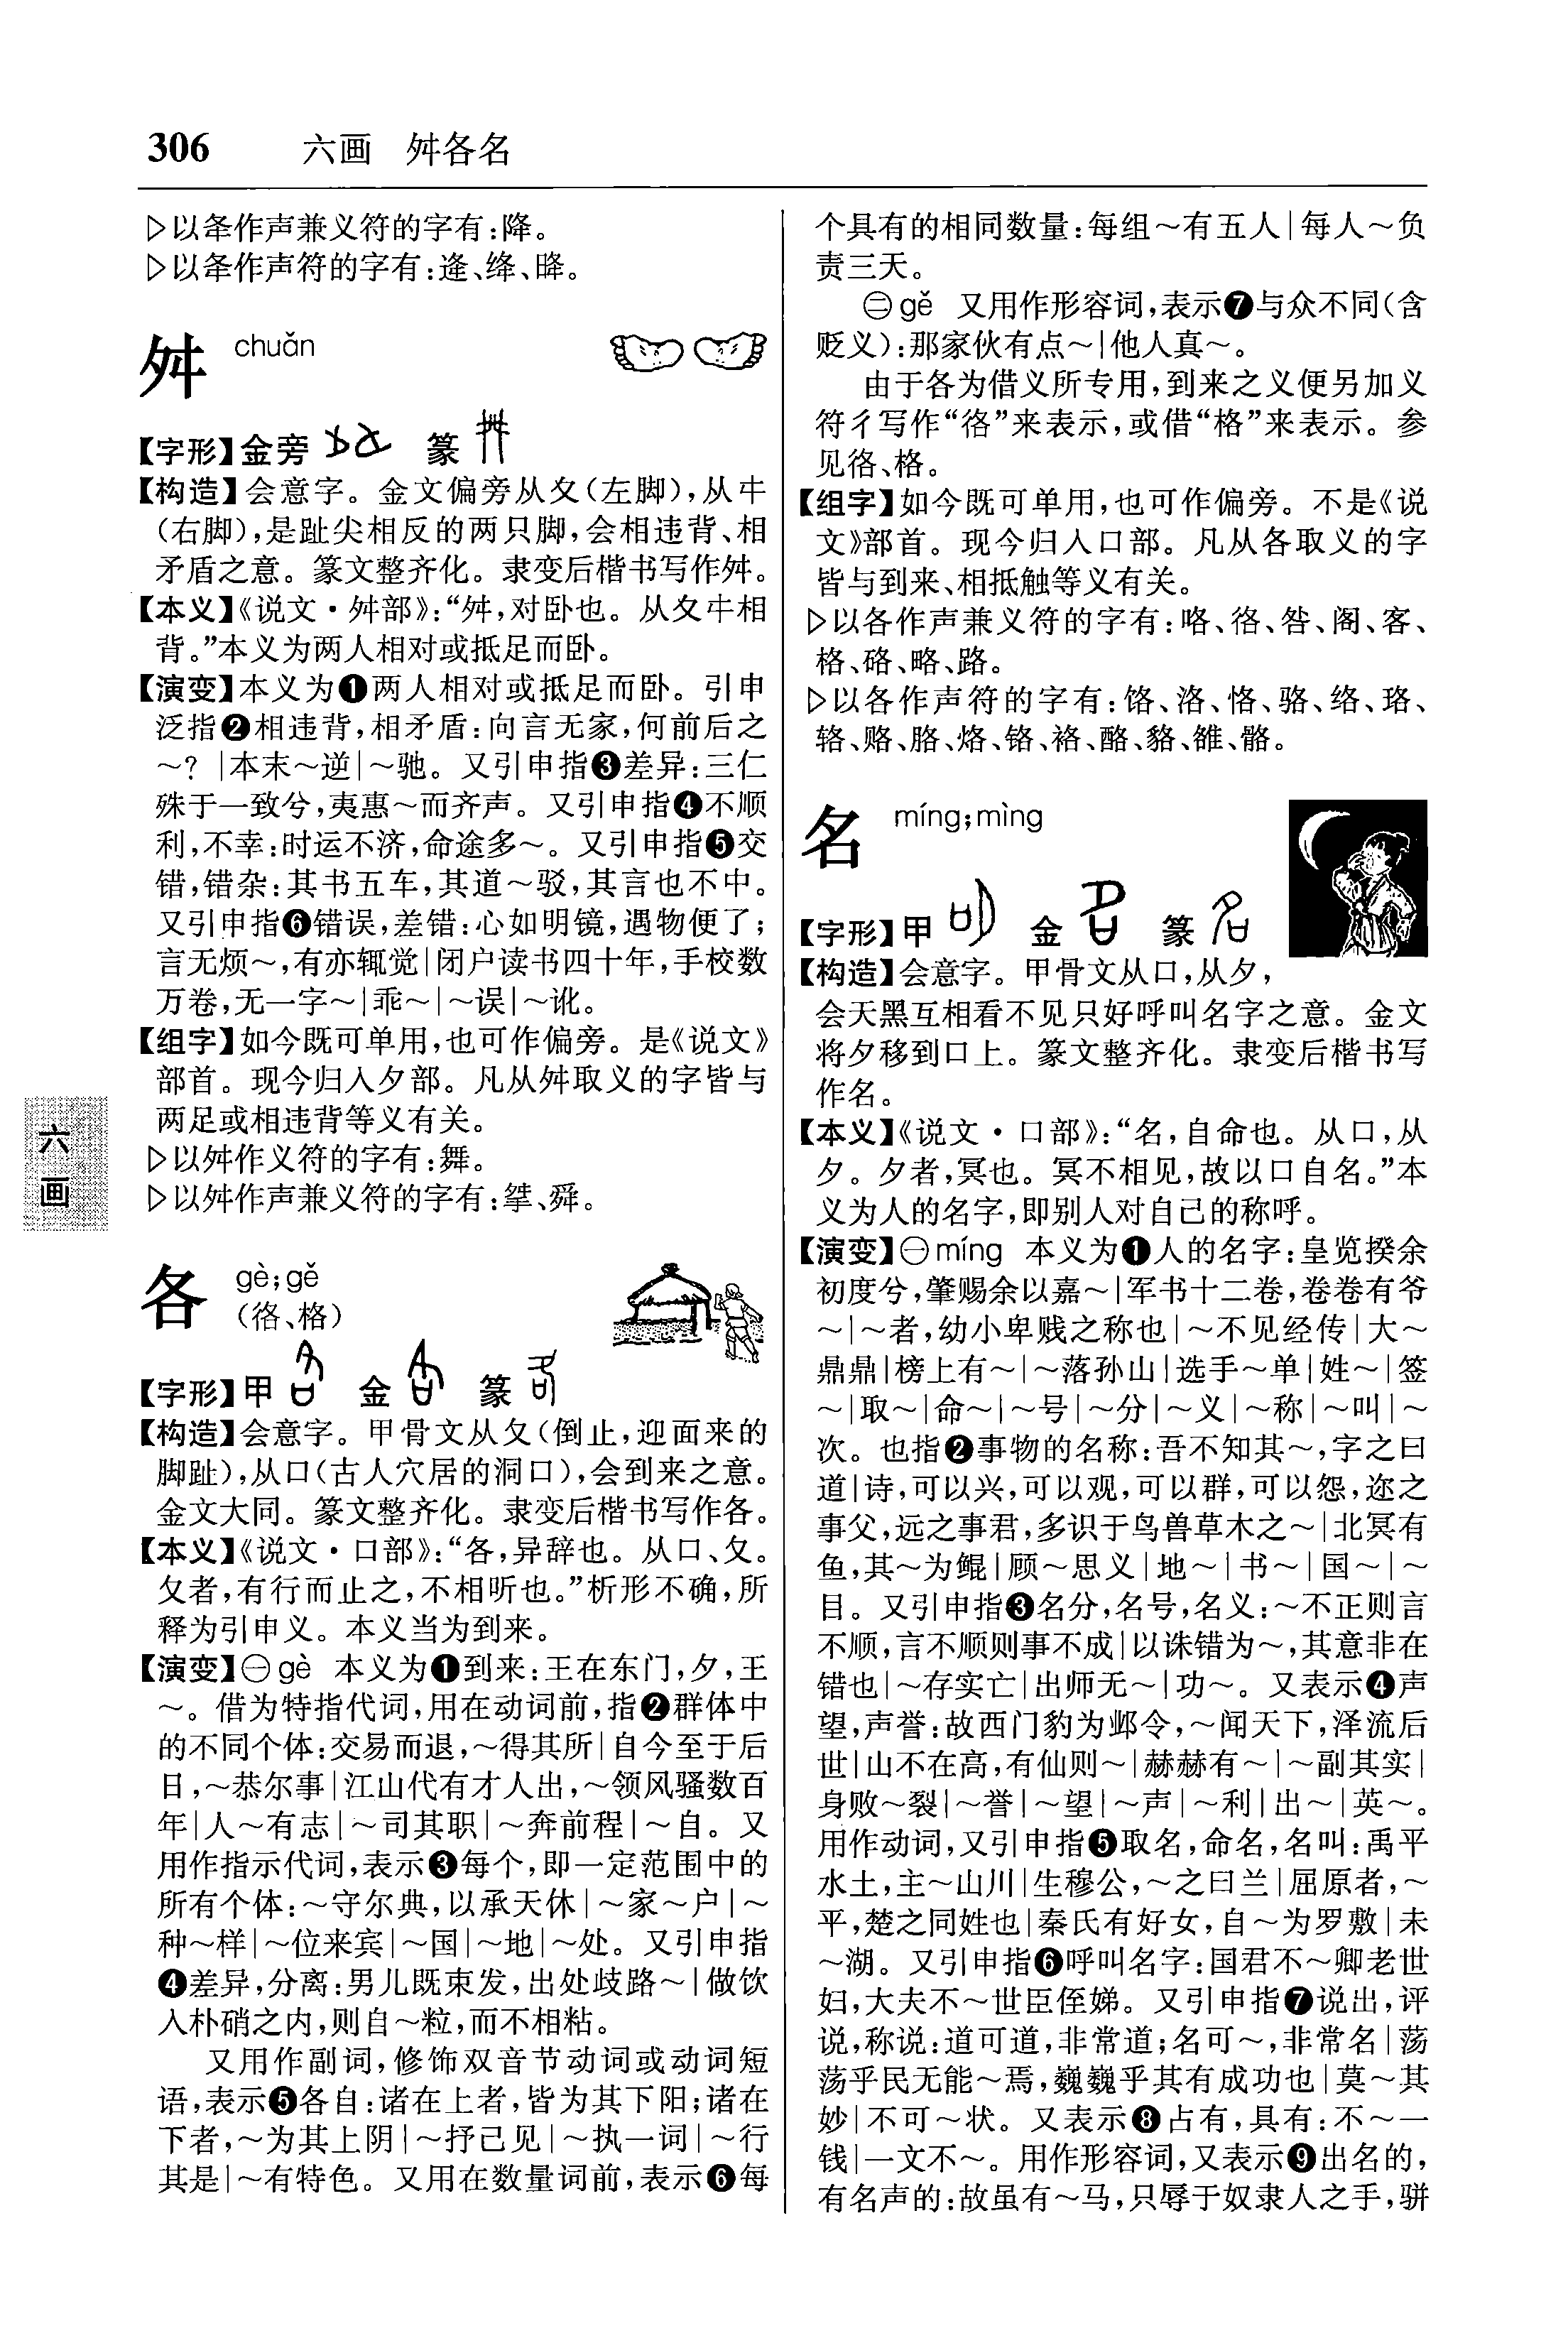 306 六画 舛各名
▷以夅作声兼义符的字有:降。
▷以夅作声符的字有:逄、绛、䂫。
舛 chuǎn
【字形】金旁 篆
【构造】会意字。金文偏旁从夊(左脚),从㐄
(右脚),是趾尖相反的两只脚,会相违背、相
矛盾之意。篆文整齐化。隶变后楷书写作舛。
【本义】《说文·舛部》:“舛,对卧也。从夊㐄相
背。”本义为两人相对或抵足而卧。
【演变】本义为❶两人相对或抵足而卧。引申
泛指❷相违背,相矛盾:向言无家,何前后之
～? |本末～逆|～驰。又引申指❸差异:三仁
殊于一致兮,夷惠～而齐声。又引申指❹不顺
利,不幸:时运不济,命途多～。又引申指❺交
错,错杂:其书五车,其道～驳,其言也不中。
又引申指❻错误,差错:心如明镜,遇物便了;
言无烦～,有亦辄觉|闭户读书四十年,手校数
万卷,无一字～|乖～|～误|～讹。
【组字】如今既可单用,也可作偏旁。是《说文》
部首。现今归入夕部。凡从舛取义的字皆与
两足或相违背等义有关。
▷以舛作义符的字有:舞。
▷以舛作声兼义符的字有:桀、舜。
各 gè;gě
(徦、格)
【字形】甲 金 篆
【构造】会意字。甲骨文从夂(倒止,迎面来的
脚趾),从口(古人穴居的洞口),会到来之意。
金文大同。篆文整齐化。隶变后楷书写作各。
【本义】《说文·口部》:“各,异辞也。从口、夂。
夂者,有行而止之,不相听也。”析形不确,所
释为引申义。本义当为到来。
【演变】㊀gè 本义为❶到来:王在东门,夕,王
～。借为特指代词,用在动词前,指❷群体中
的不同个体:交易而退,～得其所|自今至于后
日,～恭尔事|江山代有才人出,～领风骚数百
年|人～有志|～司其职|～奔前程|～自。又
用作指示代词,表示❸每个,即一定范围中的
所有个体:～守尔典,以承天休|～家～户|～
种～样|～位来宾|～国|～地|～处。又引申指
❹差异,分离:男儿既束发,出处歧路～|做饮
入朴硝之内,则自～粒,而不相粘。
又用作副词,修饰双音节动词或动词短
语,表示❺各自:诸在上者,皆为其下阳;诸在
下者,～为其上阴|～抒己见|～执一词|～行
其是|～有特色。又用在数量词前,表示❻每
个具有的相同数量:每组～有五人|每人～负
责三天。
㊁gě 又用作形容词,表示❼与众不同(含
贬义):那家伙有点～|他人真～。
由于各为借义所专用,到来之义便另加义
符彳写作“㣟”来表示,或借“格”来表示。参
见㣟、格。
【组字】如今既可单用,也可作偏旁。不是《说
文》部首。现今归入口部。凡从各取义的字
皆与到来、相抵触等义有关。
▷以各作声兼义符的字有:咯、㣟、咎、阁、客、
格、硌、略、路。
▷以各作声符的字有:饹、洛、恪、骆、络、珞、
辂、赂、胳、烙、铬、袼、酪、貉、雒、骼。
名 míng;mìng
【字形】甲 金 篆
【构造】会意字。甲骨文从口,从夕,
会天黑互相看不见只好呼叫名字之意。金文
将夕移到口上。篆文整齐化。隶变后楷书写
作名。
【本义】《说文·口部》:“名,自命也。从口,从
夕。夕者,冥也。冥不相见,故以口自名。”本
义为人的名字,即别人对自己的称呼。
【演变】㊀míng 本义为❶人的名字:皇览揆余
初度兮,肇赐余以嘉～|军书十二卷,卷卷有爷
～|～者,幼小卑贱之称也|～不见经传|大～
鼎鼎|榜上有～|～落孙山|选手～单|姓～|签
～|取～|命～|～号|～分|～义|～称|～叫|～
次。也指❷事物的名称:吾不知其～,字之曰
道|诗,可以兴,可以观,可以群,可以怨,迩之
事父,远之事君,多识于鸟兽草木之～|北冥有
鱼,其～为鲲|顾～思义|地～|书～|国～|～
目。又引申指❸名分,名号,名义:～不正则言
不顺,言不顺则事不成|以诛错为～,其意非在
错也|～存实亡|出师无～|功～。又表示❹声
望,声誉:故西门豹为邺令,～闻天下,泽流后
世|山不在高,有仙则～|赫赫有～|～副其实|
身败～裂|～誉|～望|～声|～利|出～|英～。
用作动词,又引申指❺取名,命名,名叫:禹平
水土,主～山川|生穆公,～之曰兰|屈原者,～
平,楚之同姓也|秦氏有好女,自～为罗敷|未
～湖。又引申指❻呼叫名字:国君不～卿老世
妇,大夫不～世臣侄娣。又引申指❼说出,评
说,称说:道可道,非常道;名可～,非常名|荡
荡乎民无能～焉,巍巍乎其有成功也|莫～其
妙|不可～状。又表示❽占有,具有:不～一
钱|一文不～。用作形容词,又表示❾出名的,
有名声的:故虽有～马,只辱于奴隶人之手,骈
六画